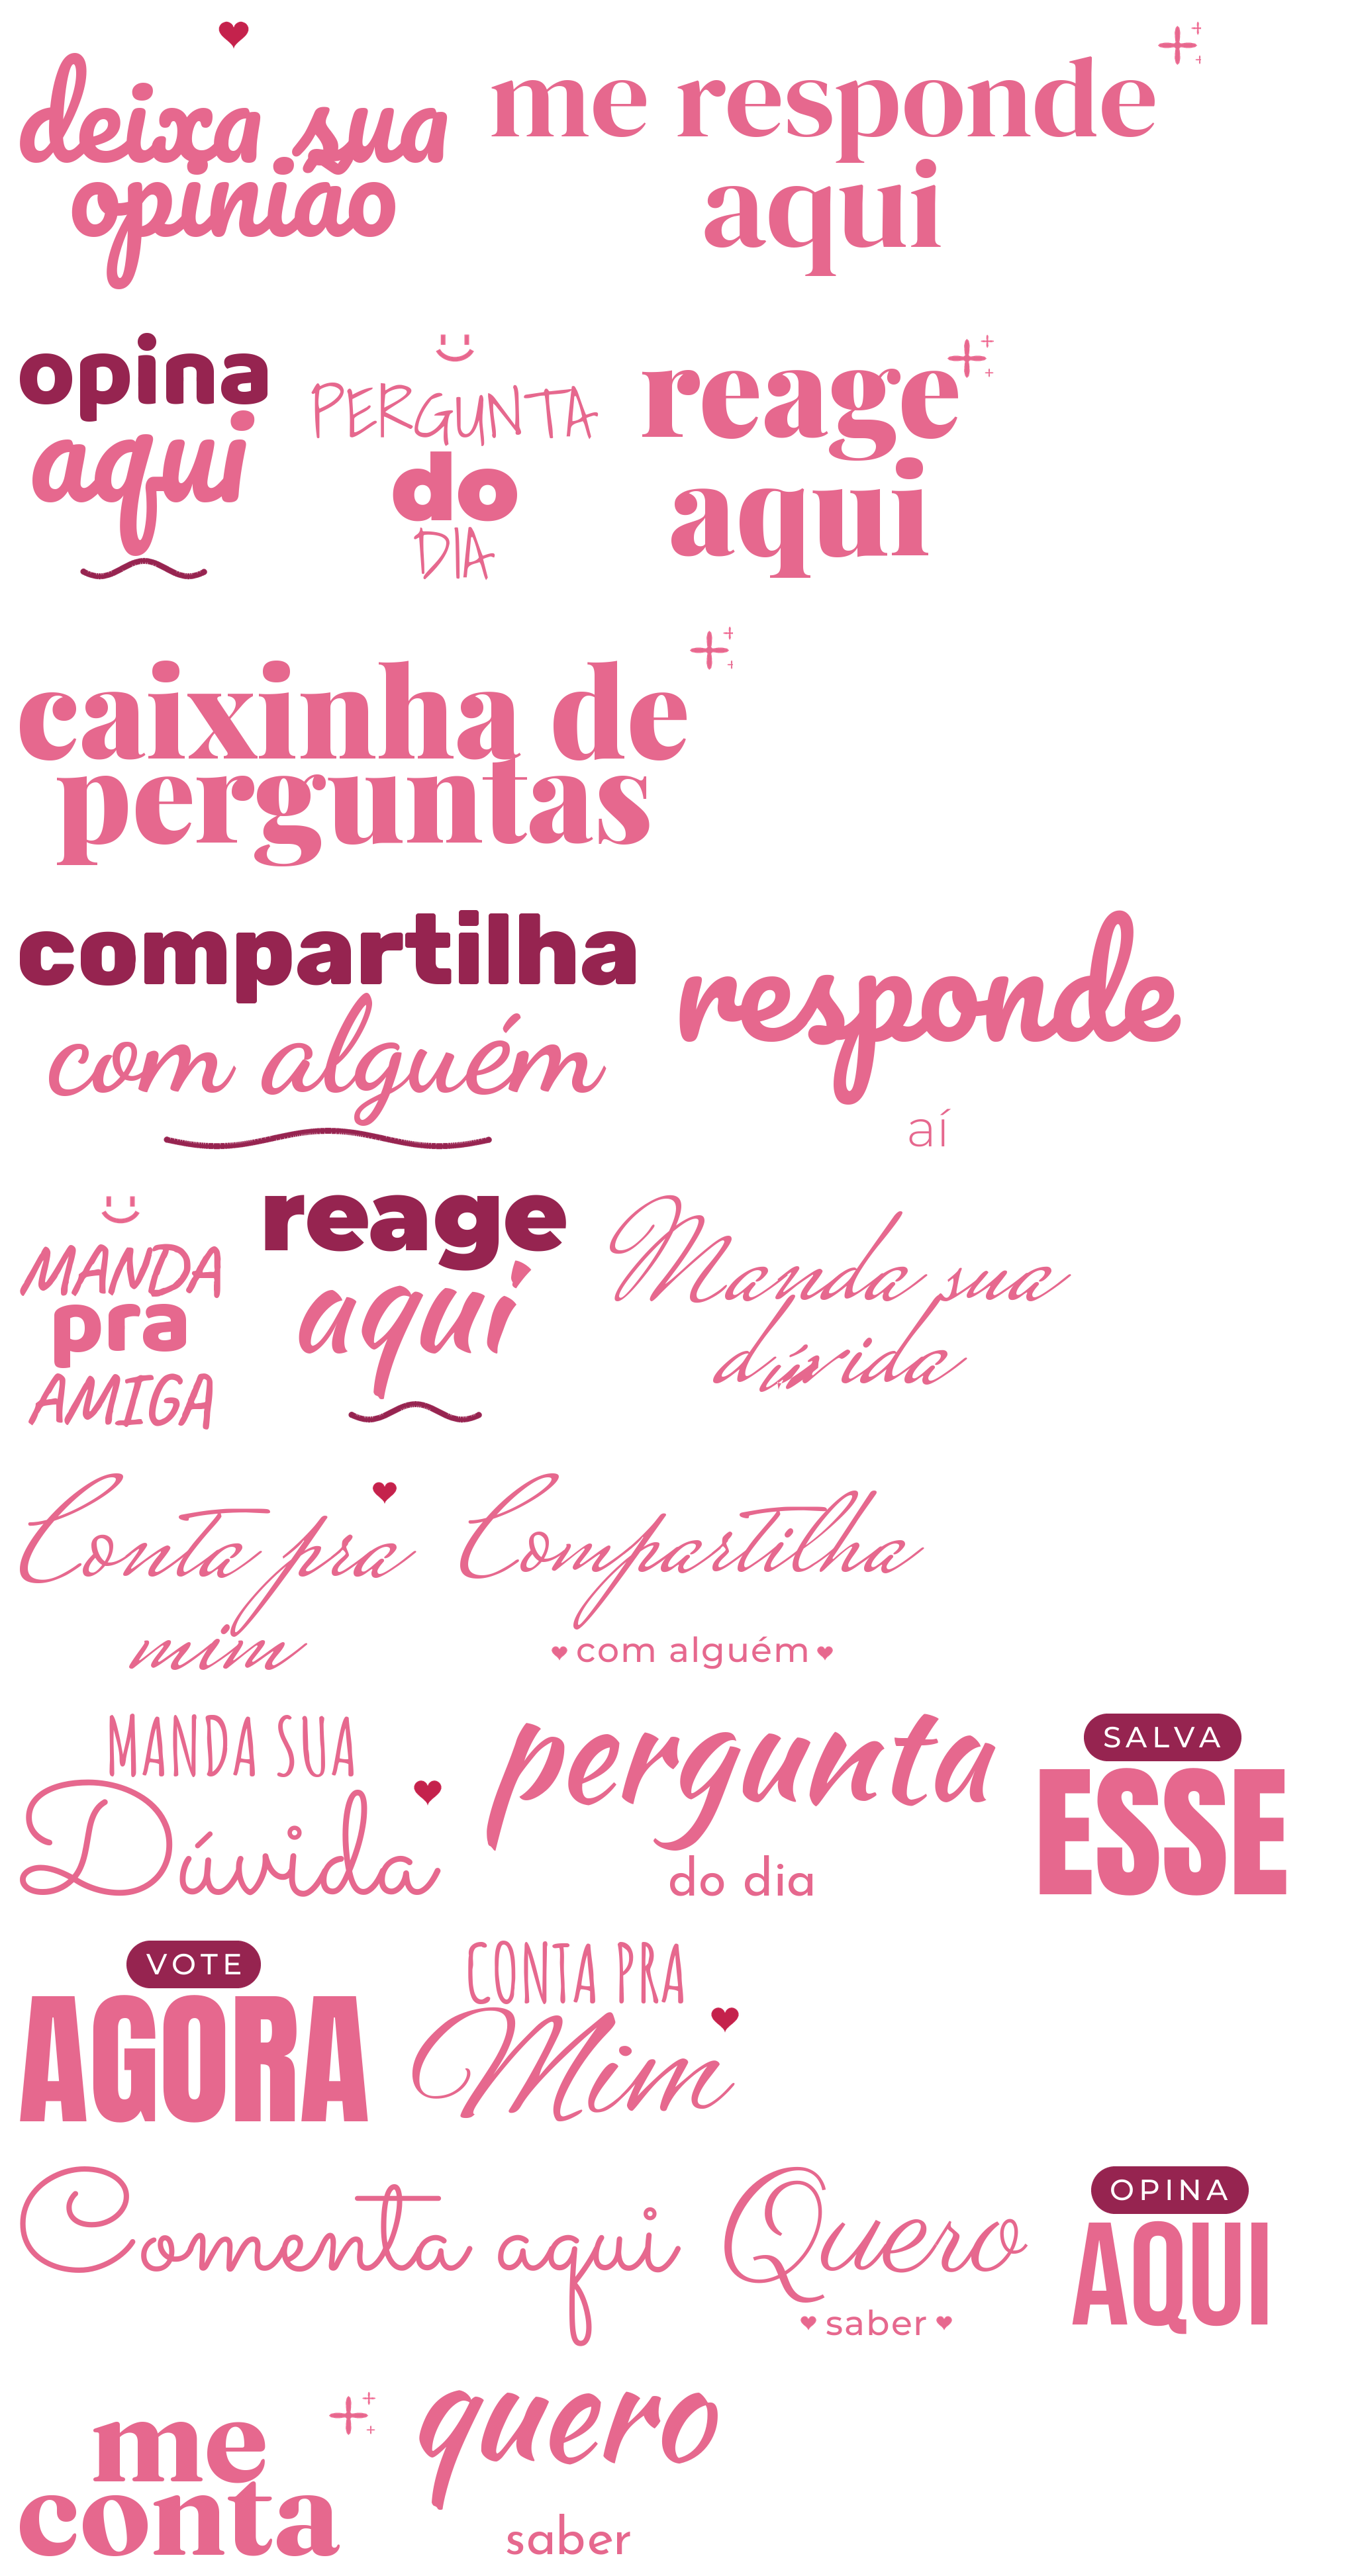 deixa sua
opinião
me responde
aqui
opina
aqui
PERGUNTA
do
DIA
reage
aqui
caixinha de
perguntas
compartilha
com alguém
responde
aí
MANDA
pra
AMIGA
reage
aqui
Manda sua
dúvida
Conta pra
mim
Compartilha
com alguém
MANDA SUA
Dúvida
pergunta
do dia
SALVA
ESSE
VOTE
AGORA
CONTA PRA
Mim
Comenta aqui
Quero
saber
OPINA
AQUI
me
conta
quero
saber